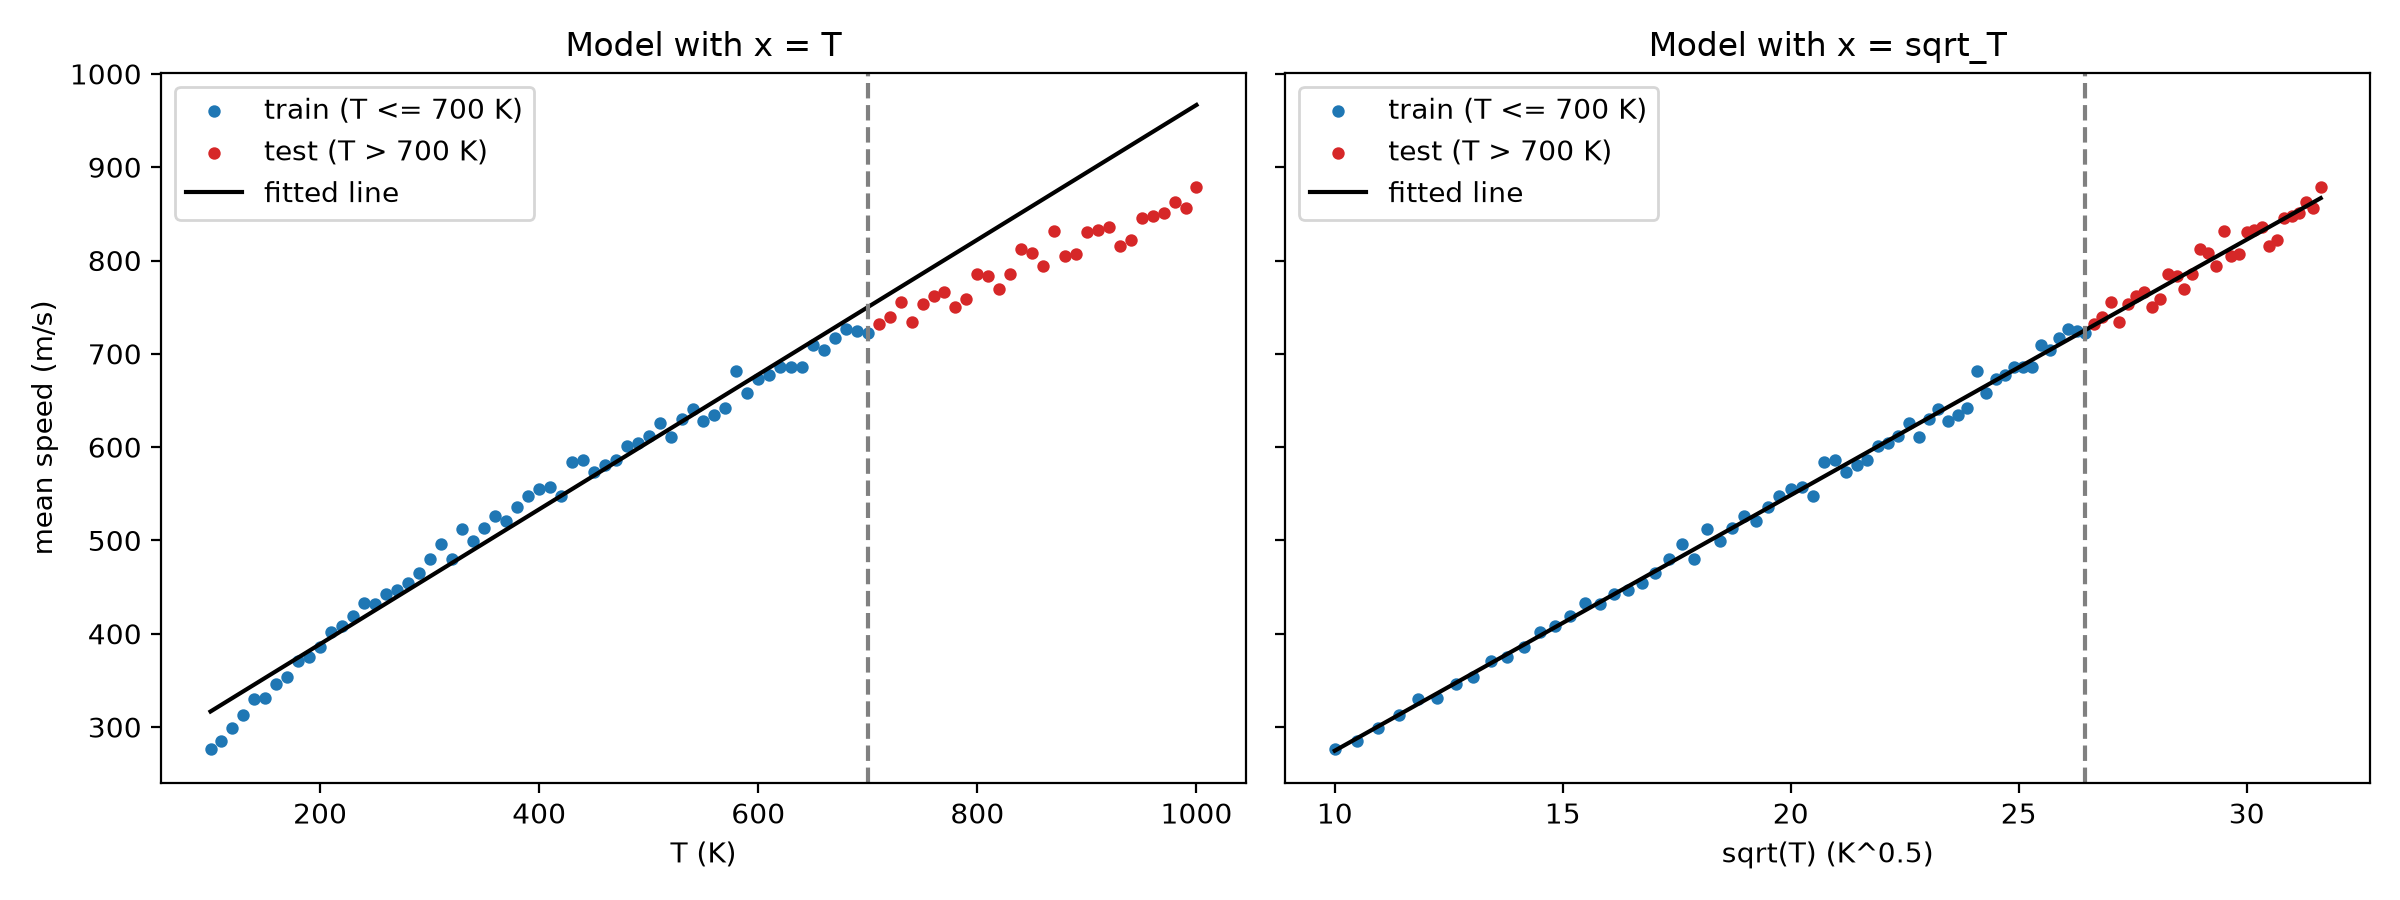 Model with x = T
1000
900
800
700
600
500
400
300
mean speed (m/s)
train (T <= 700 K)
test (T > 700 K)
fitted line
200
400
600
800
1000
T (K)
Model with x = sqrt_T
train (T <= 700 K)
test (T > 700 K)
fitted line
10
15
20
25
30
sqrt(T) (K^0.5)